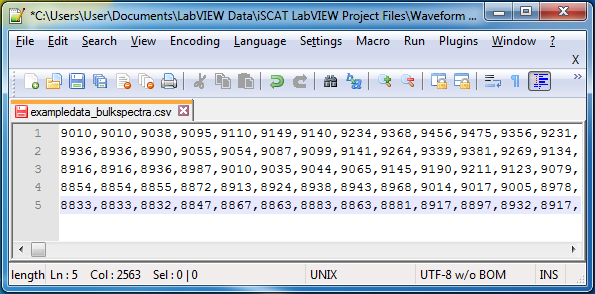 *C:\Users\User\Documents\LabVIEW Data\iSCAT LabVIEW Project Files\Waveform ...
File Edit Search View Encoding Language Settings Macro Run Plugins Window ?
X
exampledata_bulkspectra.csv
1 9010,9010,9038,9095,9110,9149,9140,9234,9368,9456,9475,9356,9231,
2 8936,8936,8990,9055,9054,9087,9099,9141,9264,9339,9381,9269,9134,
3 8916,8916,8936,8987,9010,9035,9044,9065,9145,9190,9211,9123,9079,
4 8854,8854,8855,8872,8913,8924,8938,8943,8968,9014,9017,9005,8978,
5 8833,8833,8832,8847,8867,8863,8883,8863,8881,8917,8897,8932,8917,
length Ln : 5 Col : 2563 Sel : 0 | 0 UNIX UTF-8 w/o BOM INS